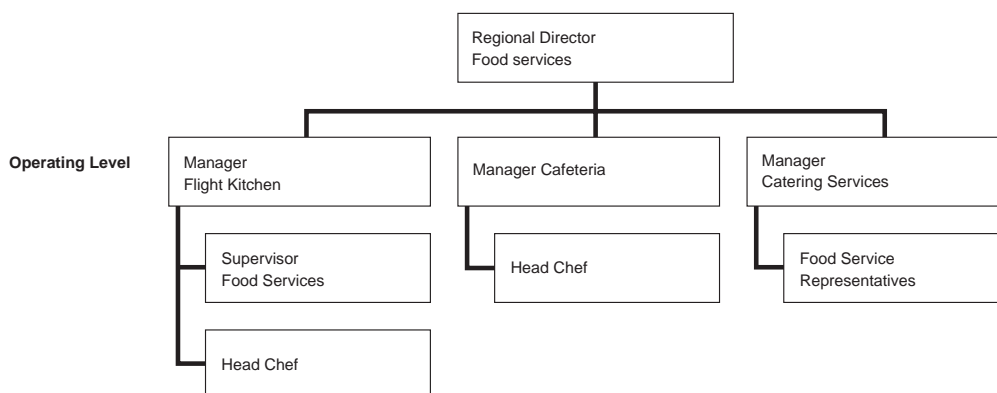 Regional Director
Food services
Operating Level
Manager
Flight Kitchen
Manager Cafeteria
Manager
Catering Services
Supervisor
Food Services
Head Chef
Food Service
Representatives
Head Chef